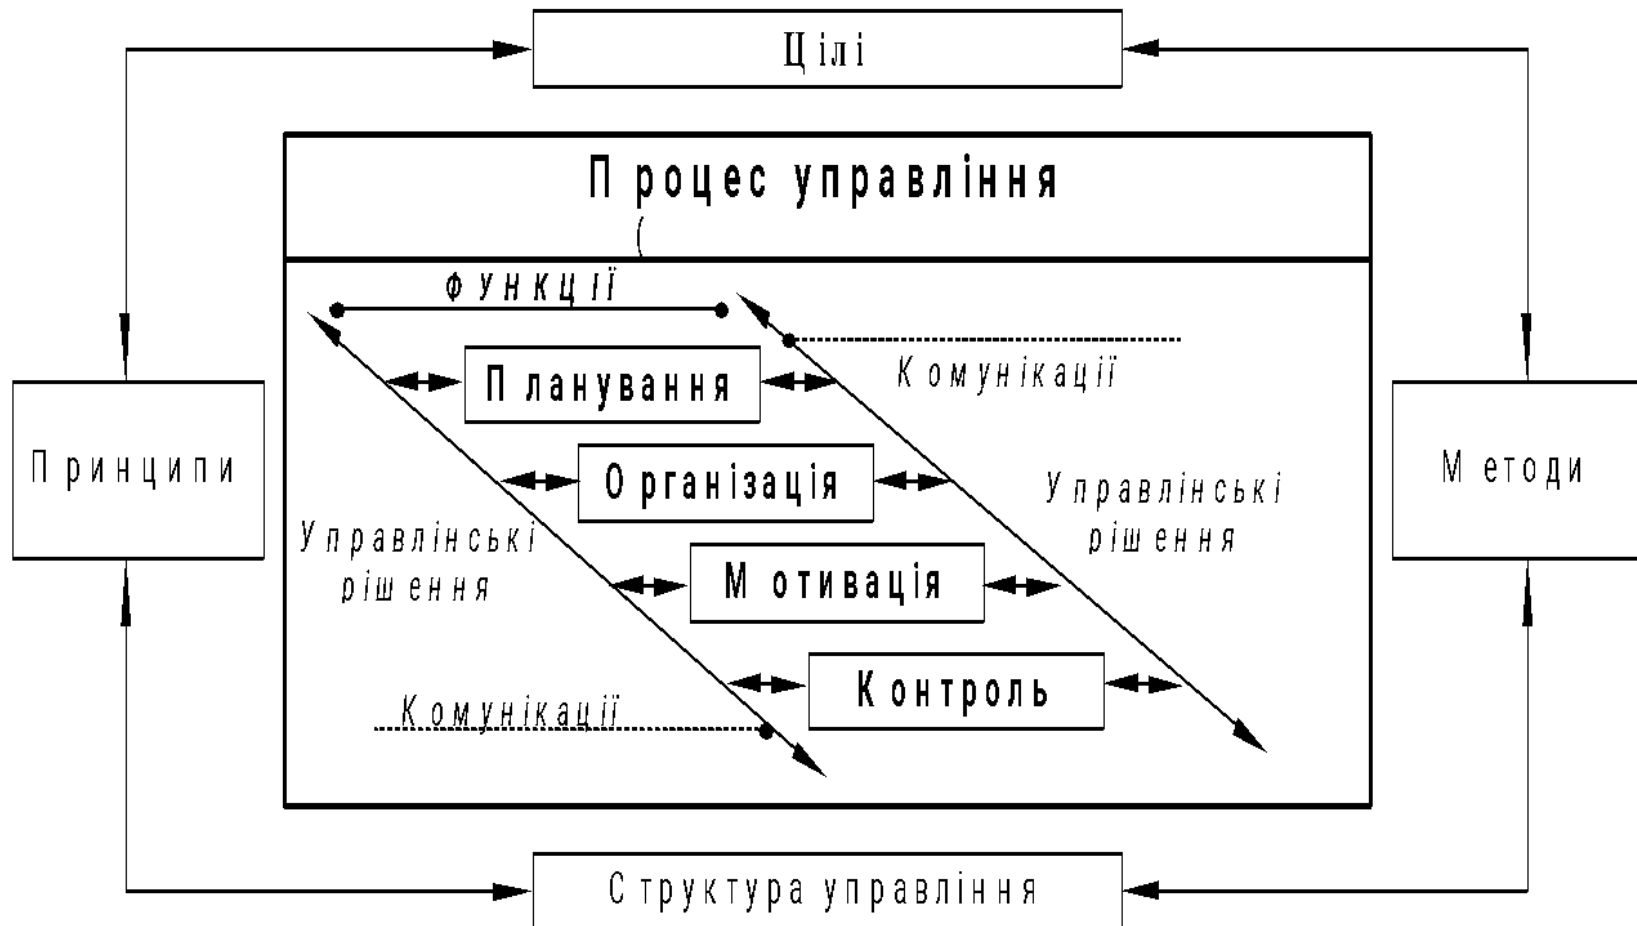 Цілі
Процес управління
ФУНКЦІЇ
Комунікації
Планування
Принципи
Організація
Методи
Управлінські
рішення
Управлінські
рішення
Мотивація
Контроль
Комунікації
Структура управління